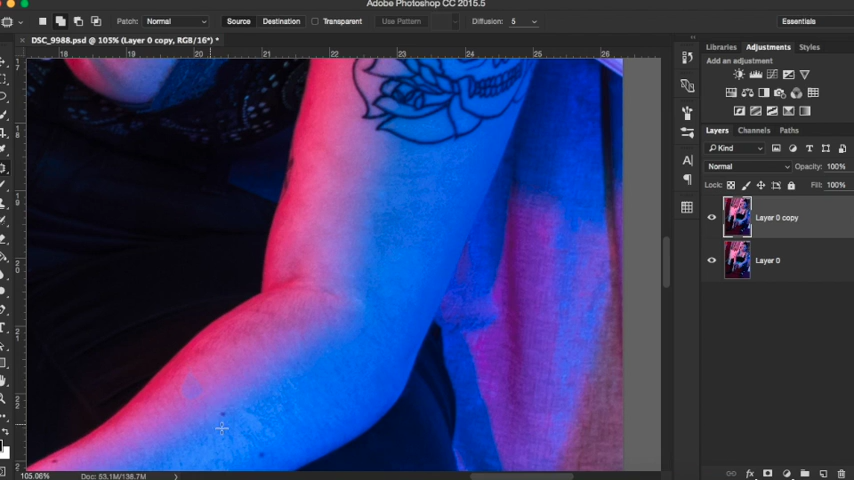 Adobe Photoshop CC 2015.5
Patch: Normal Source Destination Transparent Use Pattern Diffusion: 5 Essentials
× DSC_9988.psd @ 105% (Layer 0 copy, RGB/16*) *
18 19 20 21 22 23 24 25 26
Libraries Adjustments Styles
Add an adjustment
Layers Channels Paths
Kind
Normal Opacity: 100%
Lock: Fill: 100%
Layer 0 copy
Layer 0
105.06% Doc: 53.1M/138.7M